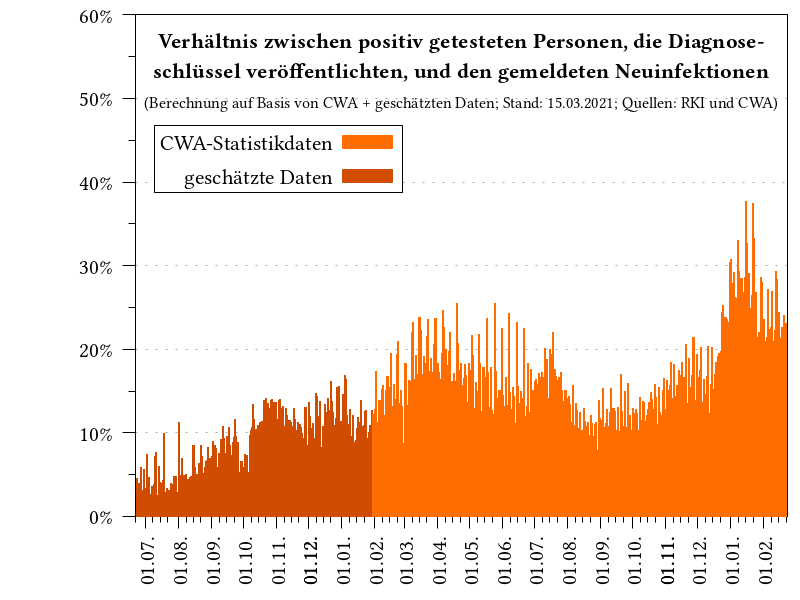 Verhältnis zwischen positiv getesteten Personen, die Diagnose-
schlüssel veröffentlichten, und den gemeldeten Neuinfektionen
(Berechnung auf Basis von CWA + geschätzten Daten; Stand: 15.03.2021; Quellen: RKI und CWA)
CWA-Statistikdaten
geschätzte Daten
60%
50%
40%
30%
20%
10%
0%
01.07. 01.08. 01.09. 01.10. 01.11. 01.12. 01.01. 01.02. 01.03. 01.04. 01.05. 01.06. 01.07. 01.08. 01.09. 01.10. 01.11. 01.12. 01.01. 01.02.